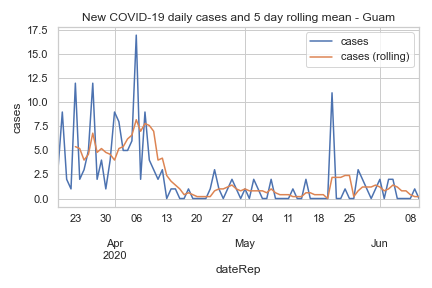 New COVID-19 daily cases and 5 day rolling mean - Guam
cases
cases (rolling)
cases
17.5
15.0
12.5
10.0
7.5
5.0
2.5
0.0
23 30 06 13 20 27 04 11 18 25 08
Apr May Jun
2020
dateRep